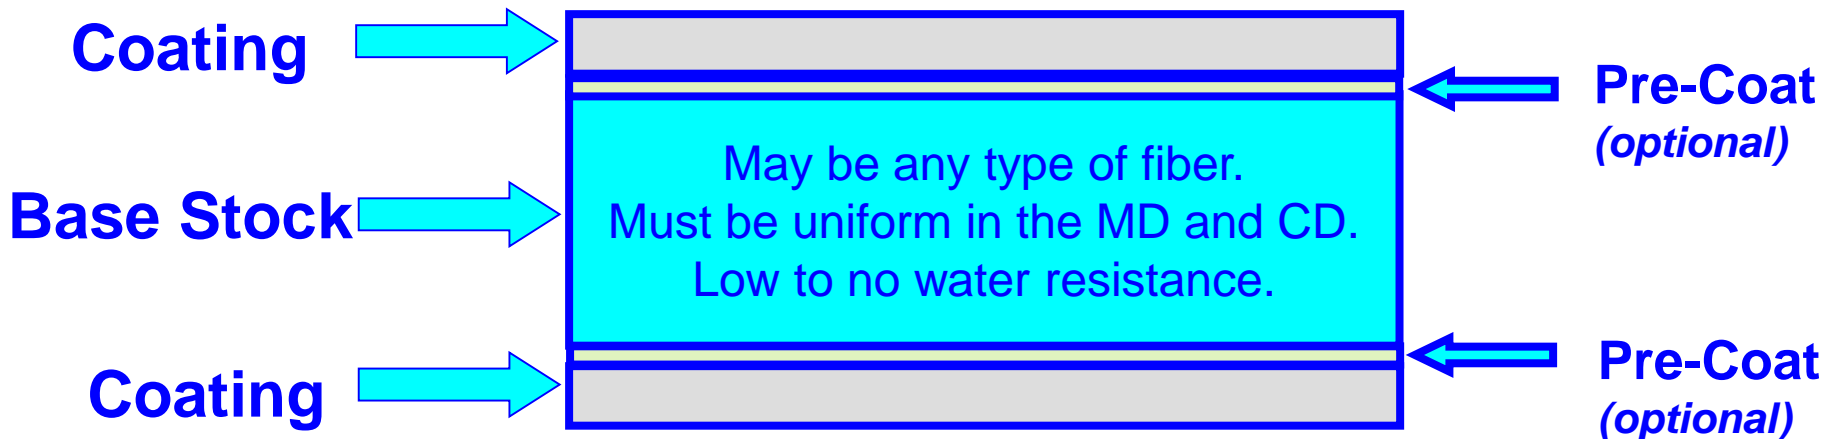 Coating
Pre-Coat
(optional)
May be any type of fiber.
Base Stock
Must be uniform in the MD and CD.
Low to no water resistance.
Coating
Pre-Coat
(optional)